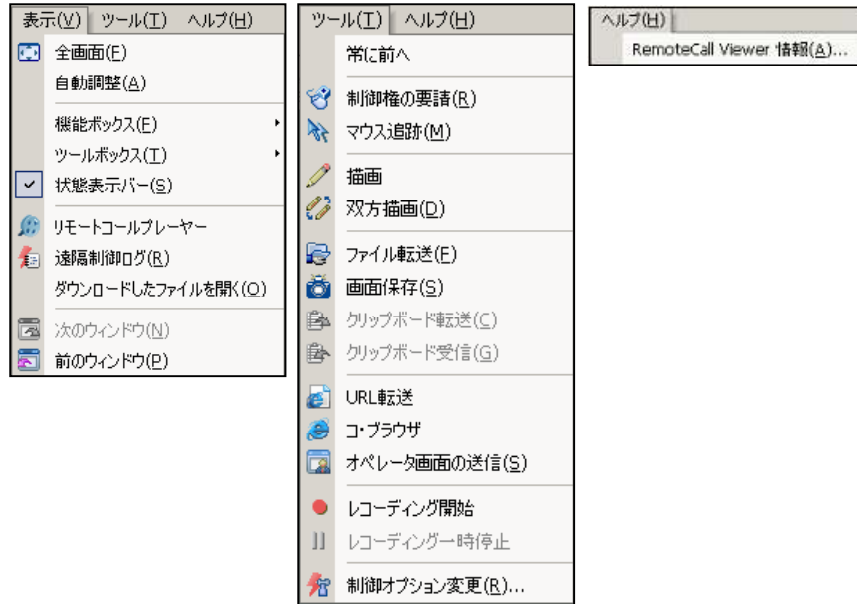 表示(V) ツール(T) ヘルプ(H)
全画面(F)
自動調整(A)
機能ボックス(F)
ツールボックス(T)
状態表示バー(S)
リモートコールプレーヤー
遠隔制御ログ(R)
ダウンロードしたファイルを開く(O)
次のウィンドウ(N)
前のウィンドウ(P)
ツール(T) ヘルプ(H)
常に前へ
制御権の要請(R)
マウス追跡(M)
描画
双方描画(D)
ファイル転送(F)
画面保存(S)
クリップボード転送(C)
クリップボード受信(G)
URL転送
コ・ブラウザ
オペレータ画面の送信(S)
レコーディング開始
レコーディング一時停止
制御オプション変更(R)...
ヘルプ(H)
RemoteCall Viewer 情報(A)...